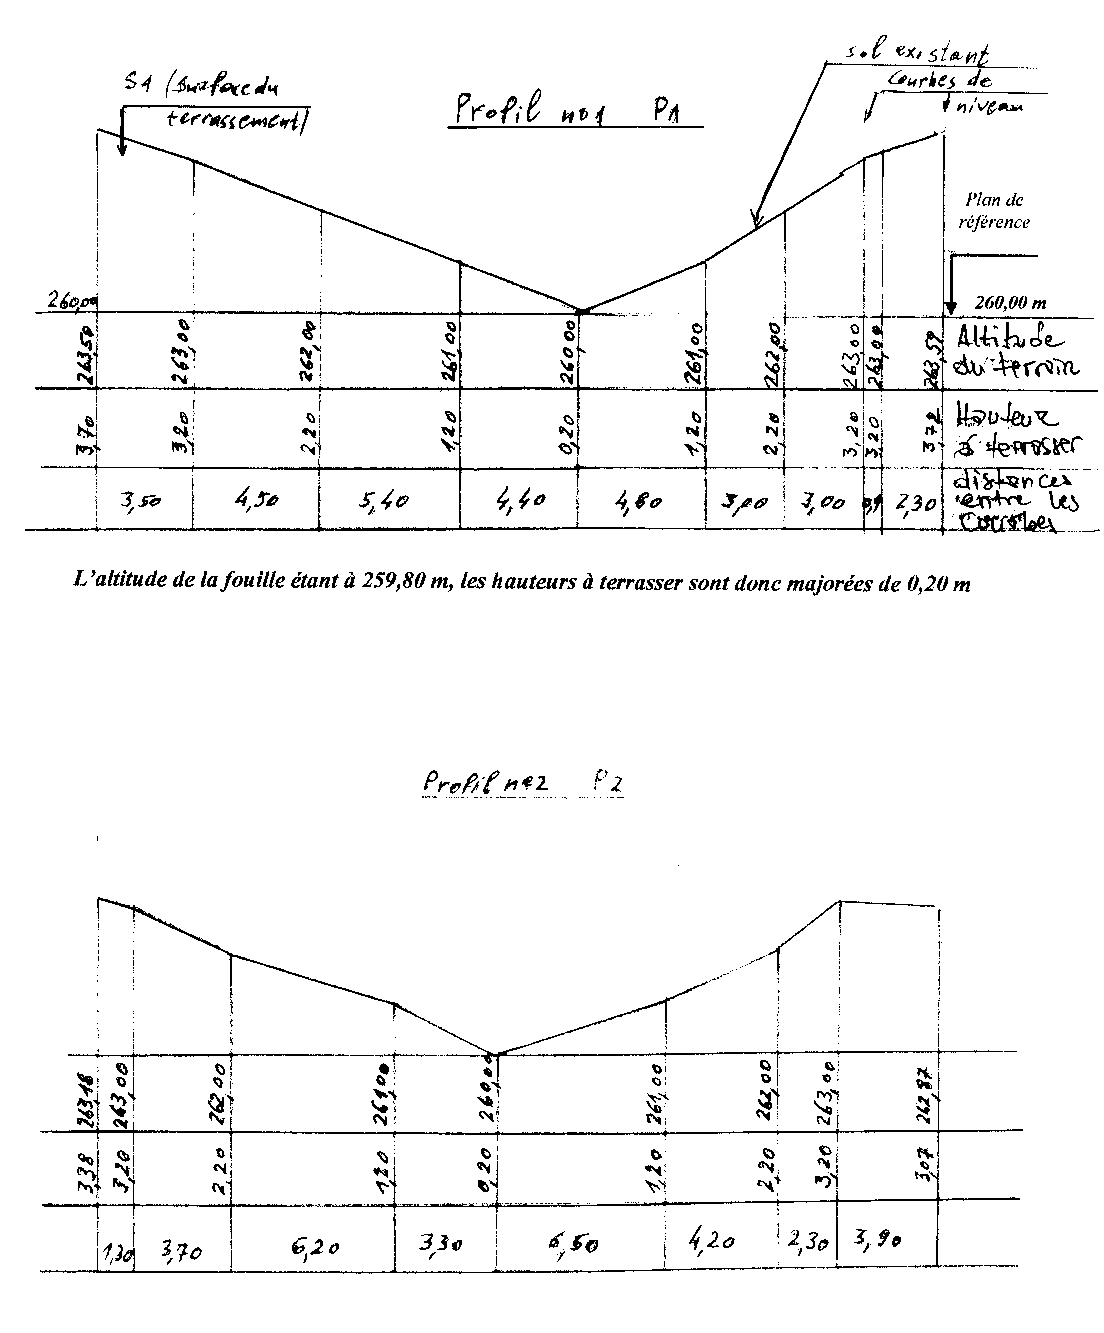 sol existant
S1 (Surface du
terrassement)
Profil no1 P1
Courbes de
niveau
Plan de
référence
260,00
260,00 m
263,50 263,00 262,00 261,00 260,00 261,00 262,00 263,00 263,00 263,52
Altitude
du terrain
3,70 3,20 2,20 1,20 0,20 1,20 2,20 3,20 3,20 3,72
Hauteur
à terrasser
3,50 4,50 5,40 4,40 4,80 3,00 3,00 2,30
distances
entre les
courbes
L'altitude de la fouille étant à 259,80 m, les hauteurs à terrasser sont donc majorées de 0,20 m
Profil no2 P2
263,18 263,00 262,00 261,00 260,00 261,00 262,00 263,00 262,87
3,38 3,20 2,20 1,20 0,20 1,20 2,20 3,20 3,07
1,30 3,70 6,20 3,30 6,50 4,20 2,30 3,90